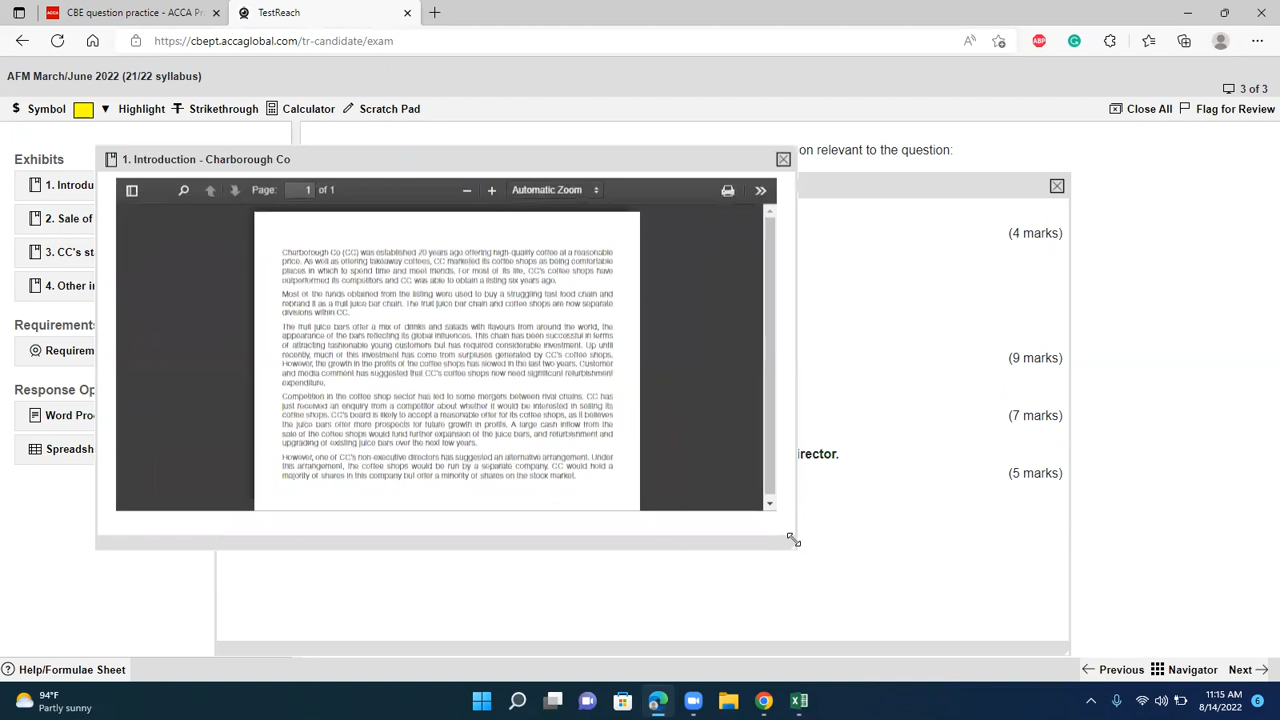 CBE question practice - ACCA P
TestReach
https://cbept.accaglobal.com/tr-candidate/exam
AFM March/June 2022 (21/22 syllabus)
3 of 3
$ Symbol
Highlight
Strikethrough
Calculator
Scratch Pad
Close All
Flag for Review
Exhibits
on relevant to the question:
1. Introduction - Charborough Co
1. Introdu
Page: 1 of 1
Automatic Zoom
2. Sale of
(4 marks)
3. CC's st
4. Other i
Charborough Co (CC) was established 20 years ago offering high-quality coffee at a reasonable
price. As well as offering takeaway coffees, CC marketed its coffee shops as being comfortable
places in which to spend time and meet friends. For most of its life, CC's coffee shops have
outperformed its competitors and CC was able to obtain a listing six years ago.
Most of the funds obtained from the listing were used to buy a struggling fast food chain and
rebrand it as a fruit juice bar chain. The fruit juice bar chain and coffee shops are now separate
divisions within CC.
The fruit juice bars offer a mix of drinks and salads with flavours from around the world, the
appearance of the bars reflecting its global influences. This chain has been successful in terms
of attracting fashionable young customers but has required considerable investment. Up until
recently, much of this investment has come from surpluses generated by CC's coffee shops.
However, the growth in the profits of the coffee shops has slowed in the last two years. Customer
and media comment has suggested that CC's coffee shops now need significant refurbishment
expenditure.
Competition in the coffee shop sector has led to some mergers between rival chains. CC has
just received an enquiry from a competitor about whether it would be interested in selling its
coffee shops. CC's board is likely to accept a reasonable offer for its coffee shops, as it believes
the juice bars offer more prospects for future growth in profits. A large cash inflow from the
sale of the coffee shops would fund further expansion of the juice bars, and refurbishment and
upgrading of existing juice bars over the next few years.
However, one of CC's non-executive directors has suggested an alternative arrangement. Under
this arrangement, the coffee shops would be run by a separate company. CC would hold a
majority of shares in this company but offer a minority of shares on the stock market.
Requirements
Requirem
(9 marks)
Response Op
Word Pro
(7 marks)
Spreadsh
irector.
(5 marks)
Help/Formulae Sheet
Previous
Navigator
Next
94°F
Partly sunny
11:15 AM
8/14/2022
6